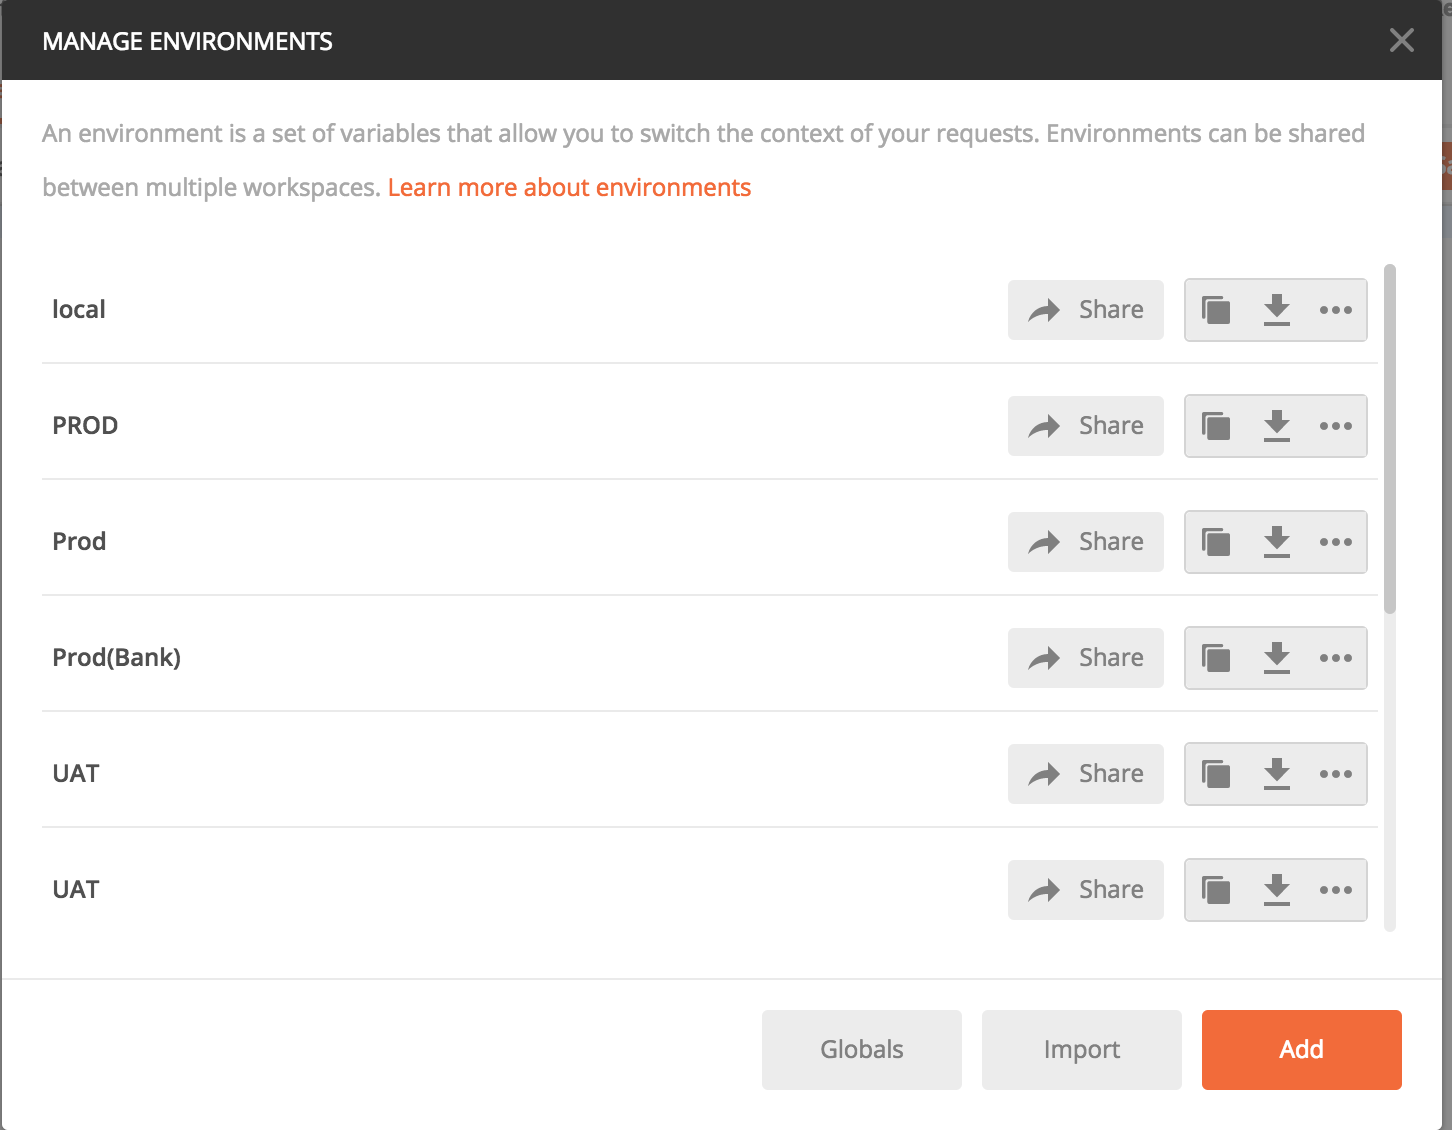 MANAGE ENVIRONMENTS
An environment is a set of variables that allow you to switch the context of your requests. Environments can be shared
between multiple workspaces. Learn more about environments
local
Share
PROD
Share
Prod
Share
Prod(Bank)
Share
UAT
Share
UAT
Share
Globals
Import
Add